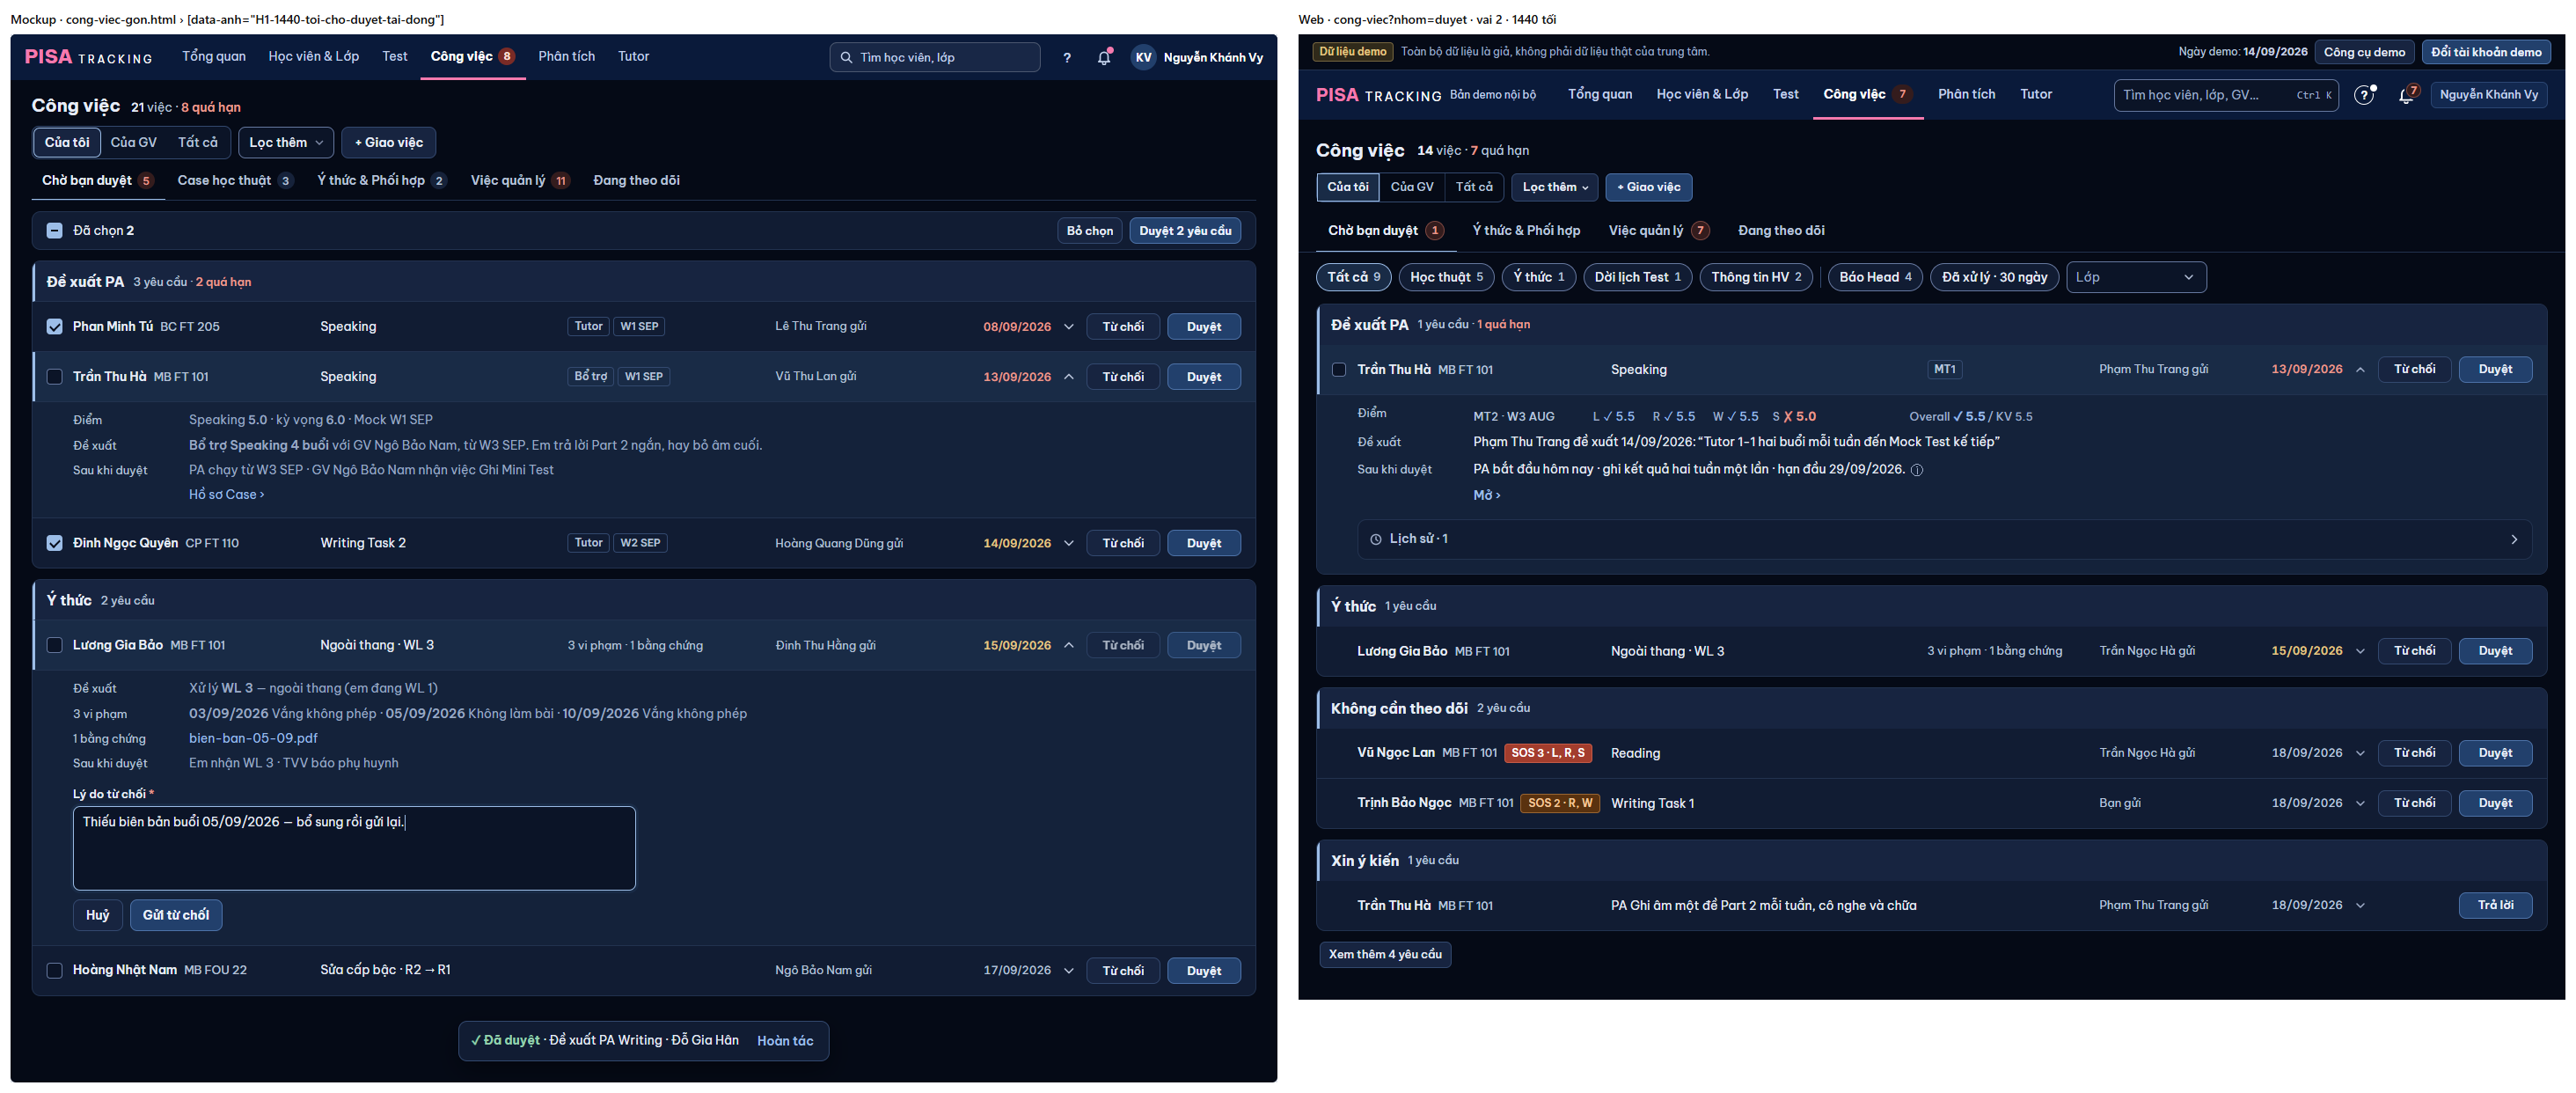 Mockup · cong-viec-gon.html › [data-anh="H1-1440-toi-cho-duyet-tai-dong"]
PISA TRACKING Tổng quan Học viên & Lớp Test Công việc 8 Phân tích Tutor Tìm học viên, lớp ? KV Nguyễn Khánh Vy
Công việc 21 việc · 8 quá hạn
Của tôi Của GV Tất cả Lọc thêm + Giao việc
Chờ bạn duyệt 5 Case học thuật 3 Ý thức & Phối hợp 2 Việc quản lý 11 Đang theo dõi
Đã chọn 2 Bỏ chọn Duyệt 2 yêu cầu
Đề xuất PA 3 yêu cầu · 2 quá hạn
Phan Minh Tú BC FT 205 Speaking Tutor W1 SEP Lê Thu Trang gửi 08/09/2026 Từ chối Duyệt
Trần Thu Hà MB FT 101 Speaking Bổ trợ W1 SEP Vũ Thu Lan gửi 13/09/2026 Từ chối Duyệt
Điểm Speaking 5.0 · kỳ vọng 6.0 · Mock W1 SEP
Đề xuất Bổ trợ Speaking 4 buổi với GV Ngô Bảo Nam, từ W3 SEP. Em trả lời Part 2 ngắn, hay bỏ âm cuối.
Sau khi duyệt PA chạy từ W3 SEP · GV Ngô Bảo Nam nhận việc Ghi Mini Test
Hồ sơ Case ›
Đinh Ngọc Quyên CP FT 110 Writing Task 2 Tutor W2 SEP Hoàng Quang Dũng gửi 14/09/2026 Từ chối Duyệt
Ý thức 2 yêu cầu
Lương Gia Bảo MB FT 101 Ngoài thang · WL 3 3 vi phạm · 1 bằng chứng Đinh Thu Hằng gửi 15/09/2026 Từ chối Duyệt
Đề xuất Xử lý WL 3 — ngoài thang (em đang WL 1)
3 vi phạm 03/09/2026 Vắng không phép · 05/09/2026 Không làm bài · 10/09/2026 Vắng không phép
1 bằng chứng bien-ban-05-09.pdf
Sau khi duyệt Em nhận WL 3 · TVV báo phụ huynh
Lý do từ chối *
Thiếu biên bản buổi 05/09/2026 — bổ sung rồi gửi lại.
Huỷ Gửi từ chối
Hoàng Nhật Nam MB FOU 22 Sửa cấp bậc · R2 → R1 Ngô Bảo Nam gửi 17/09/2026 Từ chối Duyệt
✓ Đã duyệt · Đề xuất PA Writing · Đỗ Gia Hân Hoàn tác
Web · cong-viec?nhom=duyet · vai 2 · 1440 tối
Dữ liệu demo Toàn bộ dữ liệu là giả, không phải dữ liệu thật của trung tâm. Ngày demo: 14/09/2026 Công cụ demo Đổi tài khoản demo
PISA TRACKING Bản demo nội bộ Tổng quan Học viên & Lớp Test Công việc 7 Phân tích Tutor Tìm học viên, lớp, GV... Ctrl K ? 7 Nguyễn Khánh Vy
Công việc 14 việc · 7 quá hạn
Của tôi Của GV Tất cả Lọc thêm + Giao việc
Chờ bạn duyệt 1 Ý thức & Phối hợp Việc quản lý 7 Đang theo dõi
Tất cả 9 Học thuật 5 Ý thức 1 Dời lịch Test 1 Thông tin HV 2 Báo Head 4 Đã xử lý · 30 ngày Lớp
Đề xuất PA 1 yêu cầu · 1 quá hạn
Trần Thu Hà MB FT 101 Speaking MT1 Phạm Thu Trang gửi 13/09/2026 Từ chối Duyệt
Điểm MT2 · W3 AUG L ✓ 5.5 R ✓ 5.5 W ✓ 5.5 S ✗ 5.0 Overall ✓ 5.5 / KV 5.5
Đề xuất Phạm Thu Trang đề xuất 14/09/2026: “Tutor 1-1 hai buổi mỗi tuần đến Mock Test kế tiếp”
Sau khi duyệt PA bắt đầu hôm nay · ghi kết quả hai tuần một lần · hạn đầu 29/09/2026.
Mở ›
Lịch sử · 1
Ý thức 1 yêu cầu
Lương Gia Bảo MB FT 101 Ngoài thang · WL 3 3 vi phạm · 1 bằng chứng Trần Ngọc Hà gửi 15/09/2026 Từ chối Duyệt
Không cần theo dõi 2 yêu cầu
Vũ Ngọc Lan MB FT 101 SOS 3 · L, R, S Reading Trần Ngọc Hà gửi 18/09/2026 Từ chối Duyệt
Trịnh Bảo Ngọc MB FT 101 SOS 2 · R, W Writing Task 1 Bạn gửi 18/09/2026 Từ chối Duyệt
Xin ý kiến 1 yêu cầu
Trần Thu Hà MB FT 101 PA Ghi âm một đề Part 2 mỗi tuần, cô nghe và chữa Phạm Thu Trang gửi 18/09/2026 Trả lời
Xem thêm 4 yêu cầu